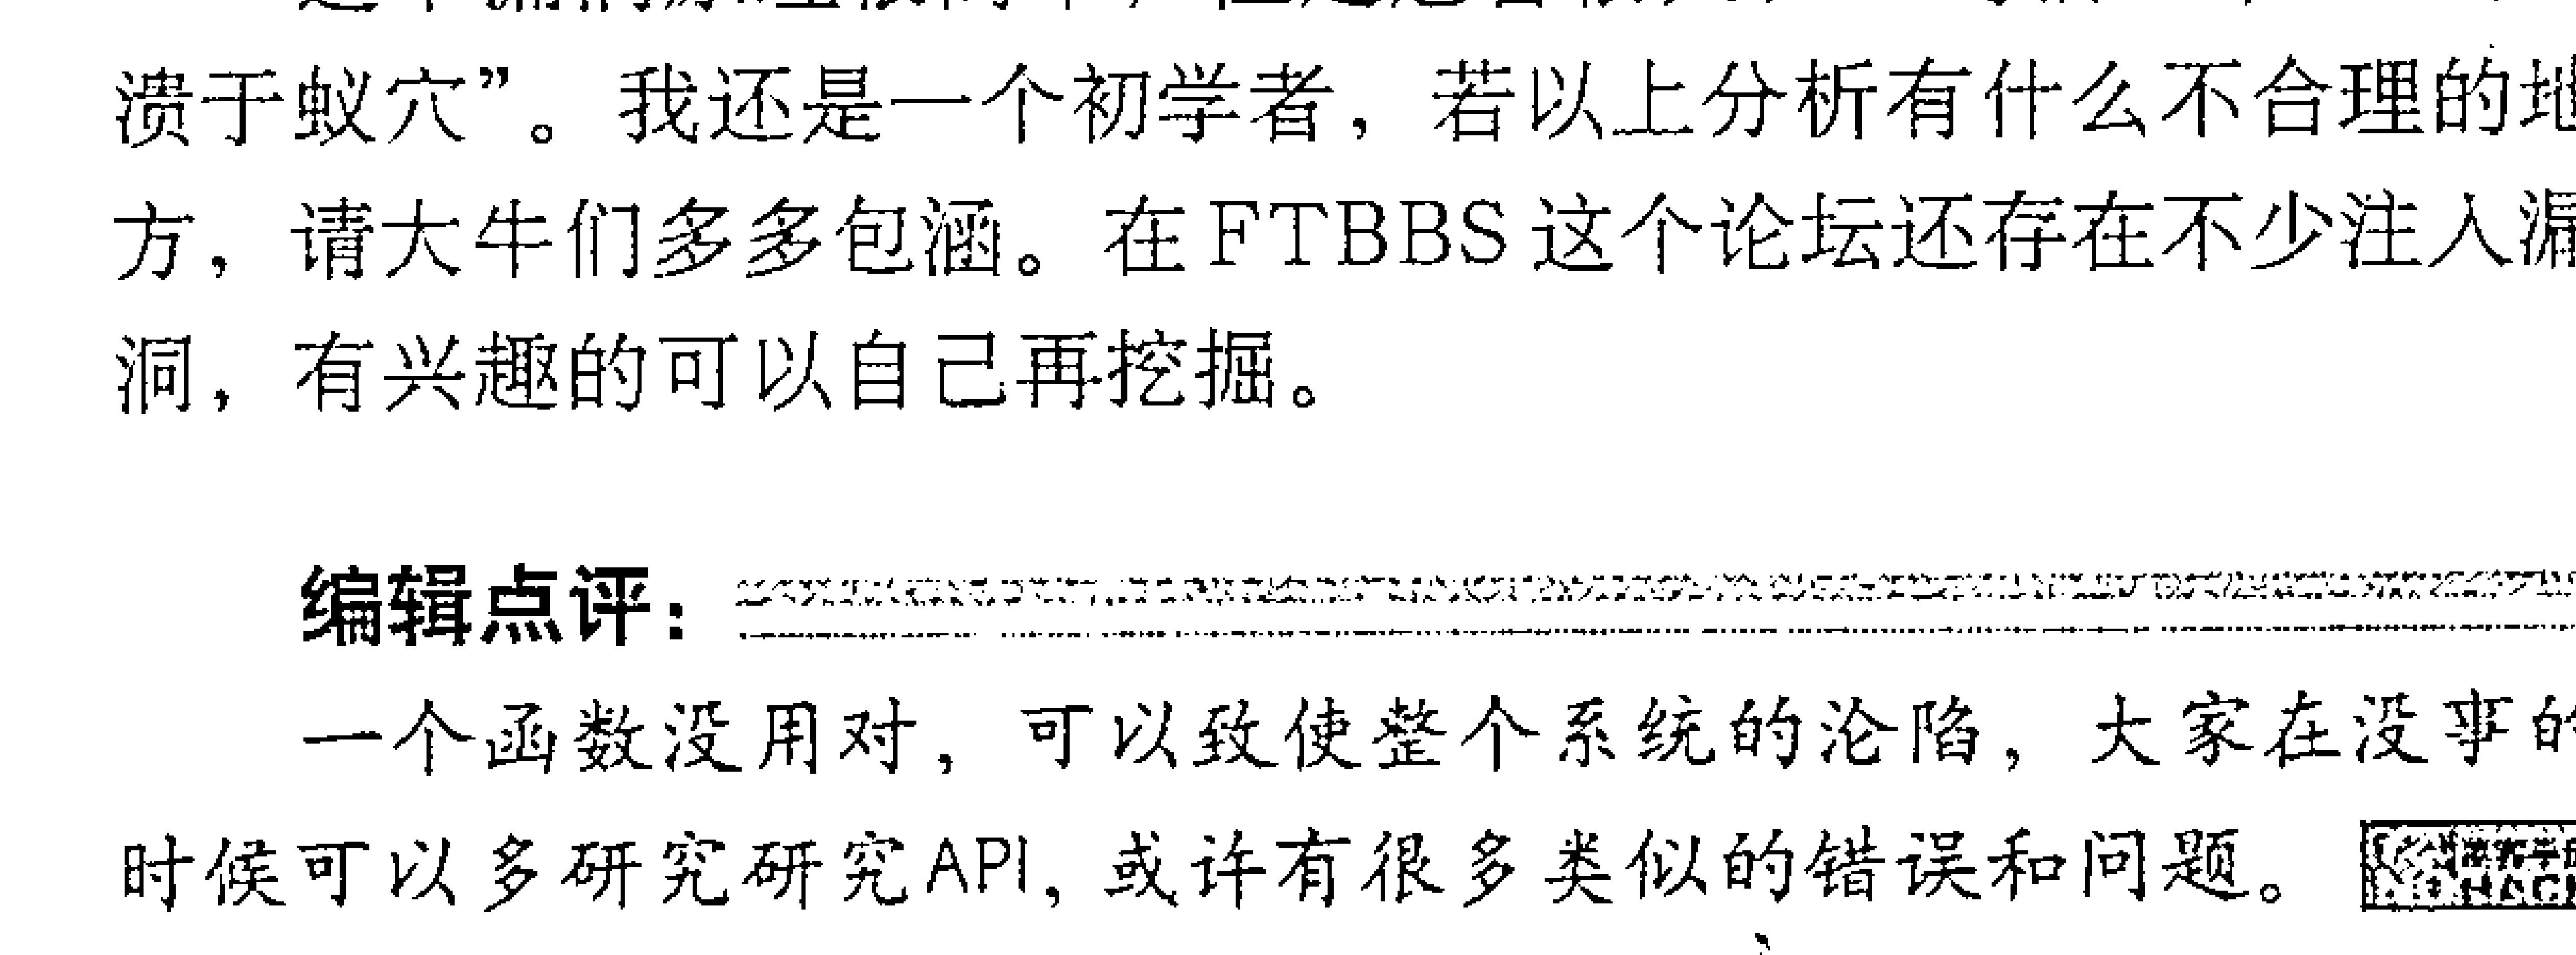 溃于蚁穴”。我还是一个初学者，若以上分析有什么不合理的地
方，请大牛们多多包涵。在FTBBS这个论坛还存在不少注入漏
洞，有兴趣的可以自己再挖掘。
编辑点评：
一个函数没用对，可以致使整个系统的沦陷，大家在没事的
时候可以多研究研究API，或许有很多类似的错误和问题。